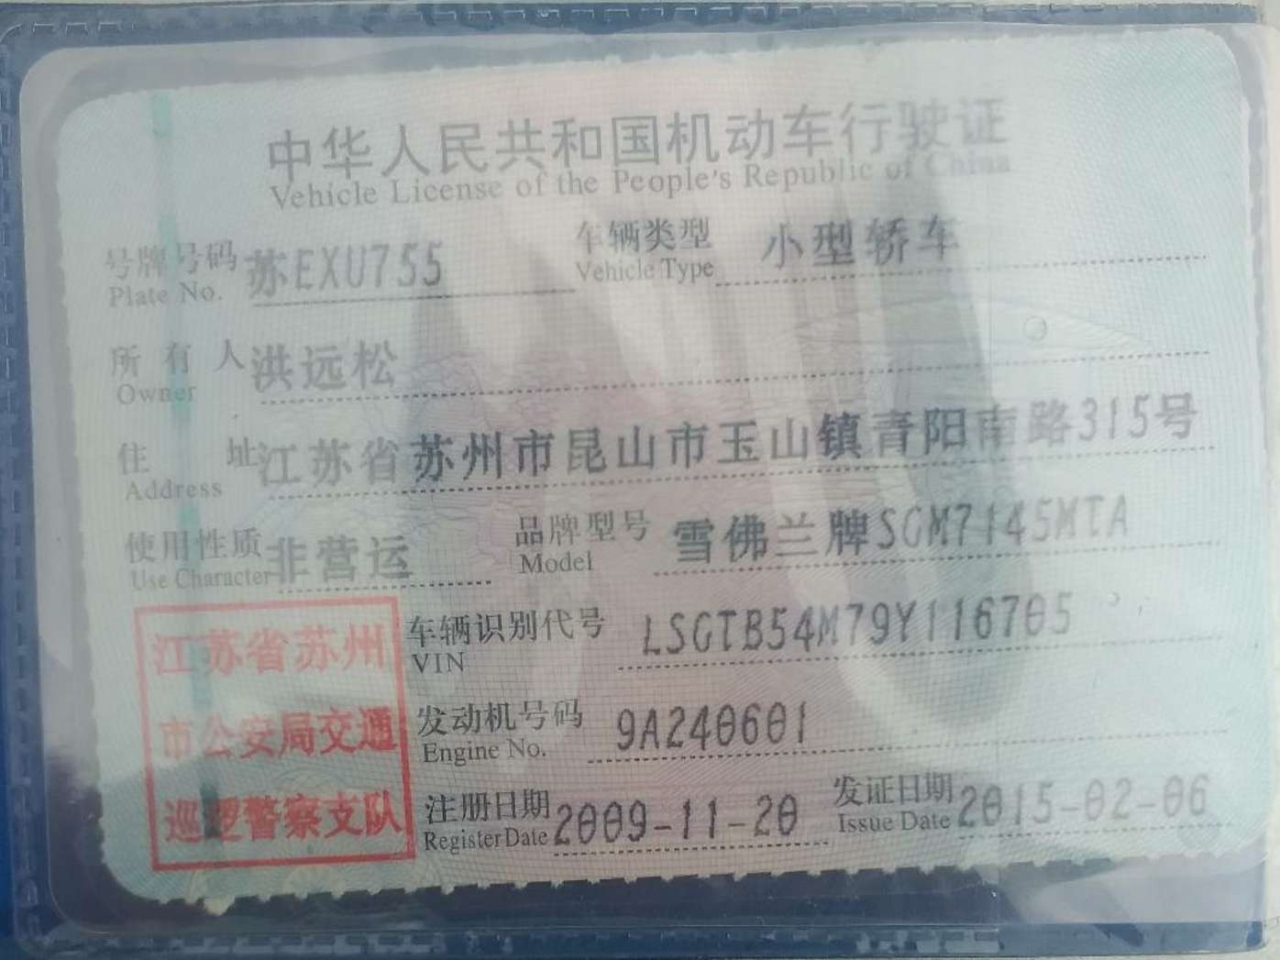 中华人民共和国机动车行驶证
Vehicle License of the People's Republic of China
号牌号码 苏EXU755 车辆类型 小型轿车
Plate No. Vehicle Type
所有人 洪远松
Owner
住址 江苏省苏州市昆山市玉山镇青阳南路315号
Address
使用性质 非营运 品牌型号 雪佛兰牌SGM7145MTA
Use Character Model
车辆识别代号 LSGTB54M79Y116705
VIN
发动机号码 9A240601
Engine No.
注册日期 2009-11-20 发证日期 2015-02-06
Register Date Issue Date
江苏省苏州
市公安局交通
巡逻警察支队